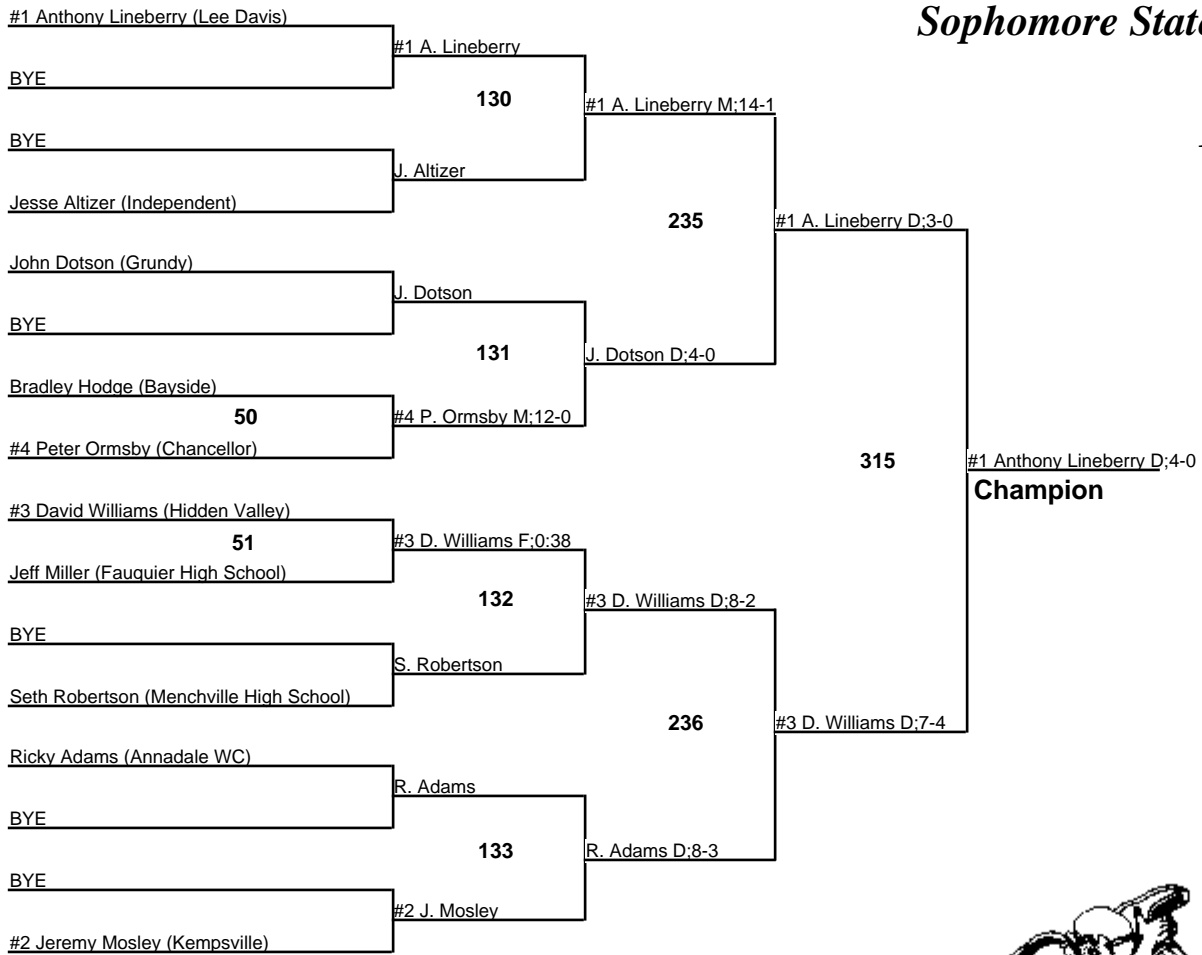 #1 Anthony Lineberry (Lee Davis)
Sophomore State
#1 A. Lineberry
BYE
130
#1 A. Lineberry M;14-1
BYE
J. Altizer
Jesse Altizer (Independent)
235
#1 A. Lineberry D;3-0
John Dotson (Grundy)
J. Dotson
BYE
131
J. Dotson D;4-0
Bradley Hodge (Bayside)
50
#4 P. Ormsby M;12-0
#4 Peter Ormsby (Chancellor)
315
#1 Anthony Lineberry D;4-0
Champion
#3 David Williams (Hidden Valley)
51
#3 D. Williams F;0:38
Jeff Miller (Fauquier High School)
132
#3 D. Williams D;8-2
BYE
S. Robertson
Seth Robertson (Menchville High School)
236
#3 D. Williams D;7-4
Ricky Adams (Annadale WC)
R. Adams
BYE
133
R. Adams D;8-3
BYE
#2 J. Mosley
#2 Jeremy Mosley (Kempsville)